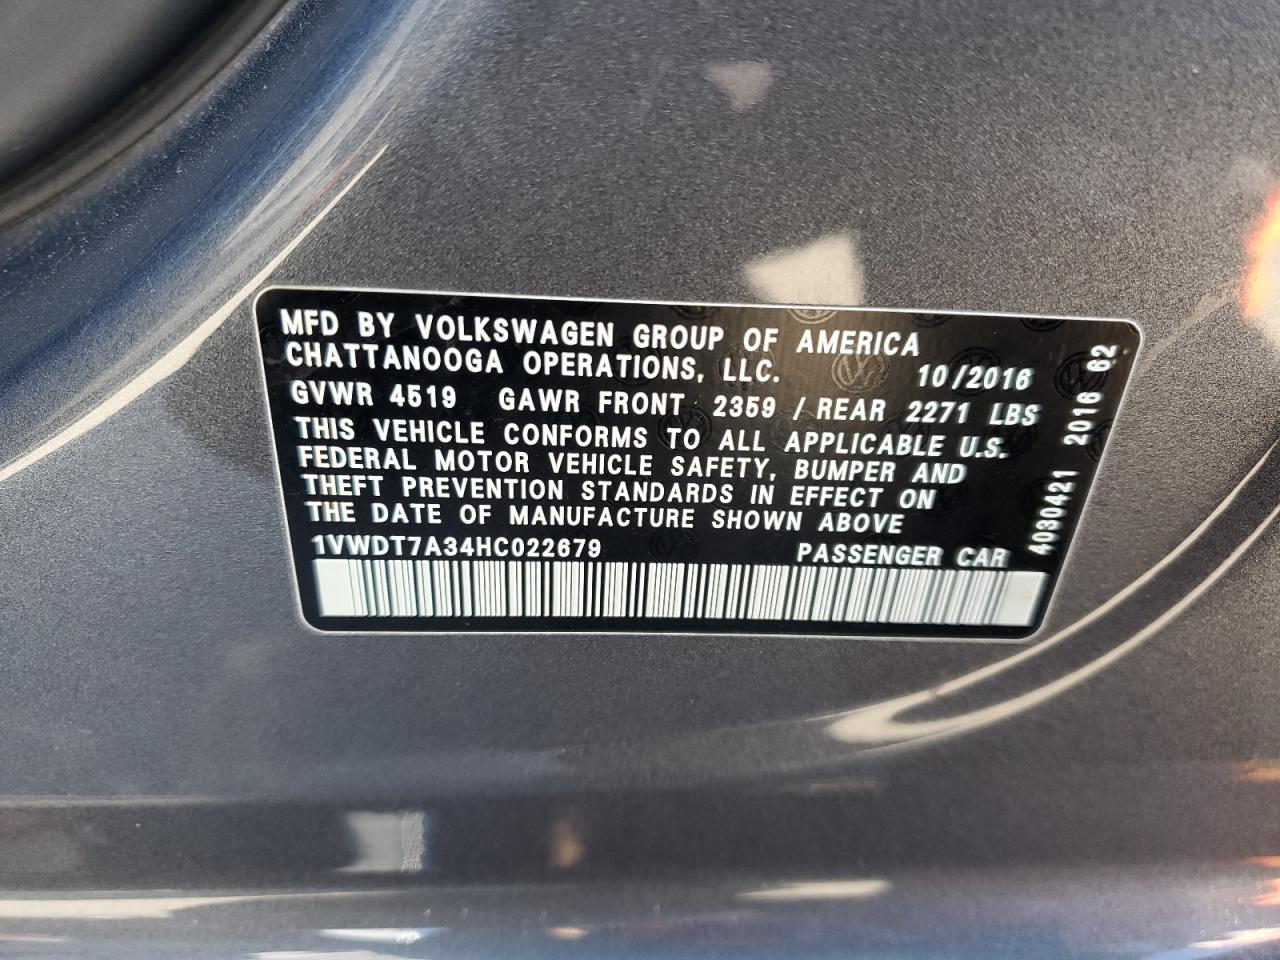 MFD BY VOLKSWAGEN GROUP OF AMERICA
CHATTANOOGA OPERATIONS, LLC. 10/2016
GVWR 4519 GAWR FRONT 2359 / REAR 2271 LBS
THIS VEHICLE CONFORMS TO ALL APPLICABLE U.S.
FEDERAL MOTOR VEHICLE SAFETY, BUMPER AND
THEFT PREVENTION STANDARDS IN EFFECT ON
THE DATE OF MANUFACTURE SHOWN ABOVE
1VWDT7A34HC022679 PASSENGER CAR
4030421 2016 62